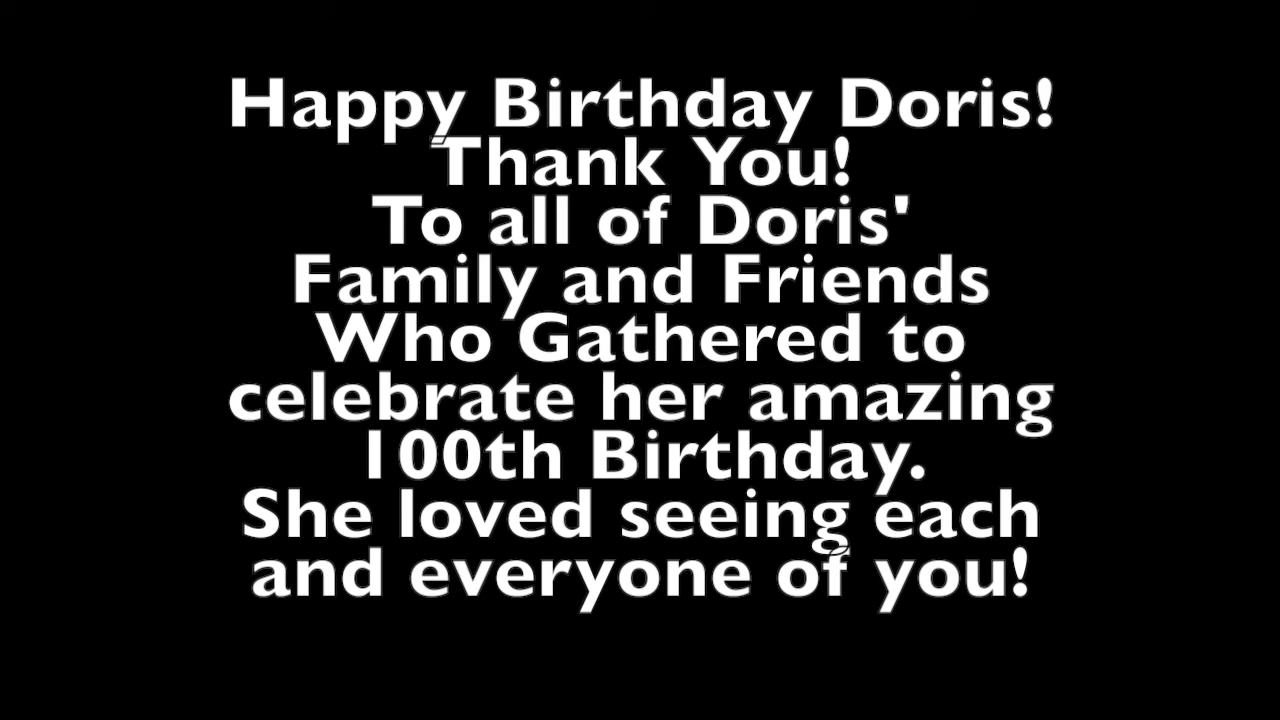 Happy Birthday Doris!
Thank You!
To all of Doris'
Family and Friends
Who Gathered to
celebrate her amazing
100th Birthday.
She loved seeing each
and everyone of you!